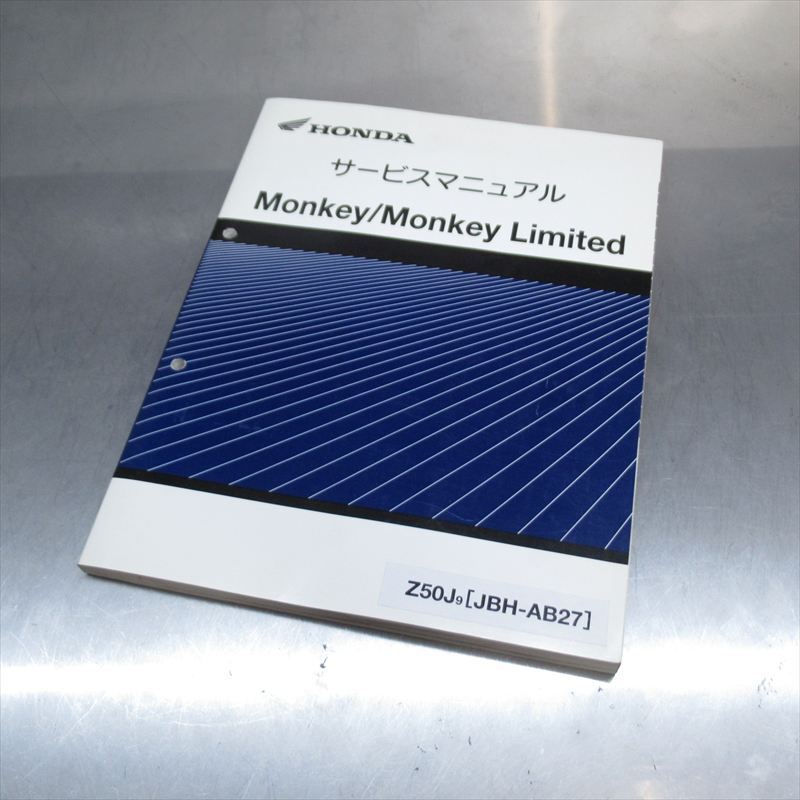 HONDA
サービスマニュアル
Monkey/Monkey Limited
Z50J9[JBH-AB27]